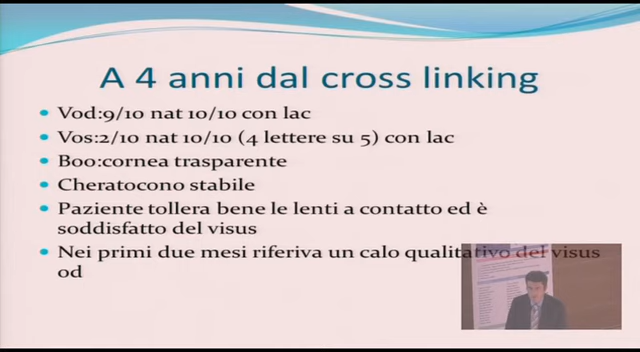 A 4 anni dal cross linking
Vod:9/10 nat 10/10 con lac
Vos:2/10 nat 10/10 (4 lettere su 5) con lac
Boo:cornea trasparente
Cheratocono stabile
Paziente tollera bene le lenti a contatto ed è
soddisfatto del visus
Nei primi due mesi riferiva un calo qualitativo del visus
od